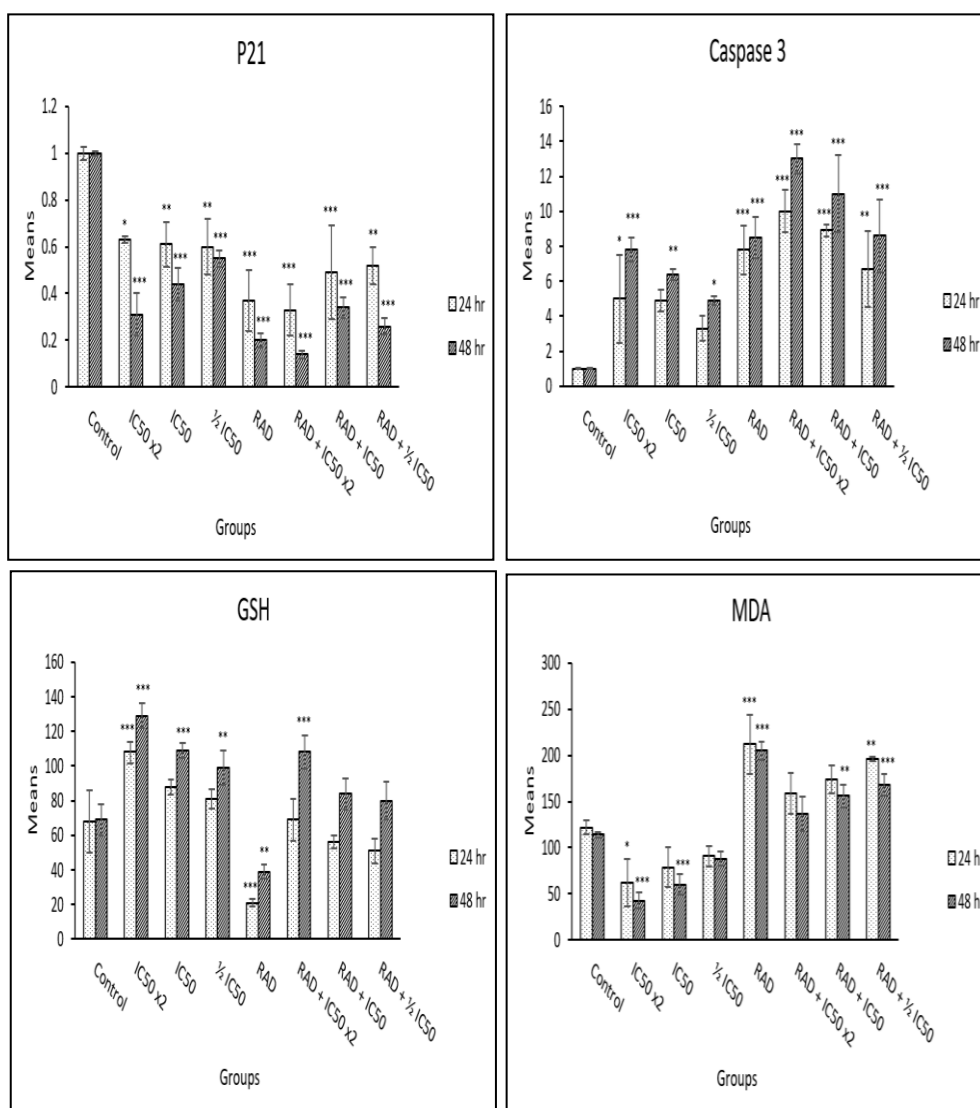 P21
1.2
1
0.8
0.6
0.4
0.2
0
Means
* *** ** *** ** *** *** *** *** *** *** *** ** ***
24 hr
48 hr
Control
IC50 x2
IC50
½ IC50
RAD
RAD + IC50 x2
RAD + IC50
RAD + ½ IC50
Groups
Caspase 3
16
14
12
10
8
6
4
2
0
Means
* *** ** * *** *** *** *** *** *** ** ***
24 hr
48 hr
Control
IC50 x2
IC50
½ IC50
RAD
RAD + IC50 x2
RAD + IC50
RAD + ½ IC50
Groups
GSH
160
140
120
100
80
60
40
20
0
Means
*** *** *** ** *** ** ***
24 hr
48 hr
Control
IC50 x2
IC50
½ IC50
RAD
RAD + IC50 x2
RAD + IC50
RAD + ½ IC50
Groups
MDA
300
250
200
150
100
50
0
Means
* *** *** *** *** ** ** ***
24 hr
48 hr
Control
IC50 x2
IC50
½ IC50
RAD
RAD + IC50 x2
RAD + IC50
RAD + ½ IC50
Groups